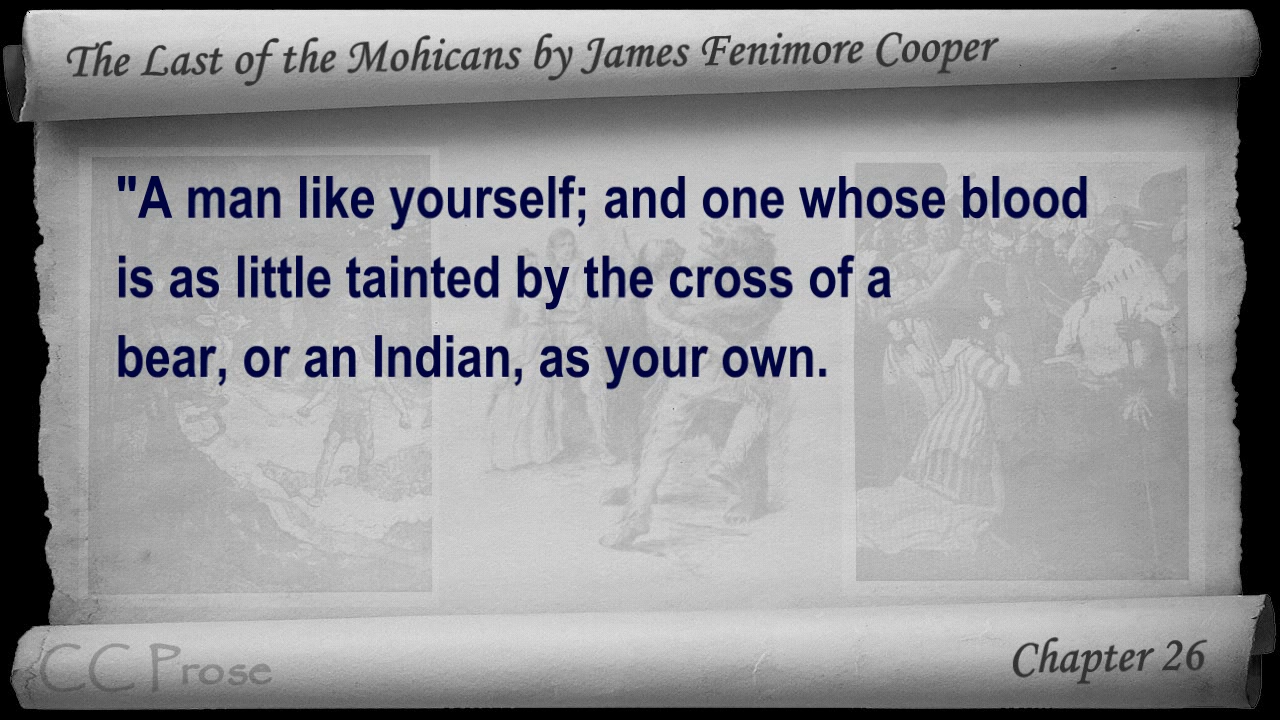 The Last of the Mohicans by James Fenimore Cooper
"A man like yourself; and one whose blood
is as little tainted by the cross of a
bear, or an Indian, as your own.
CC Prose
Chapter 26